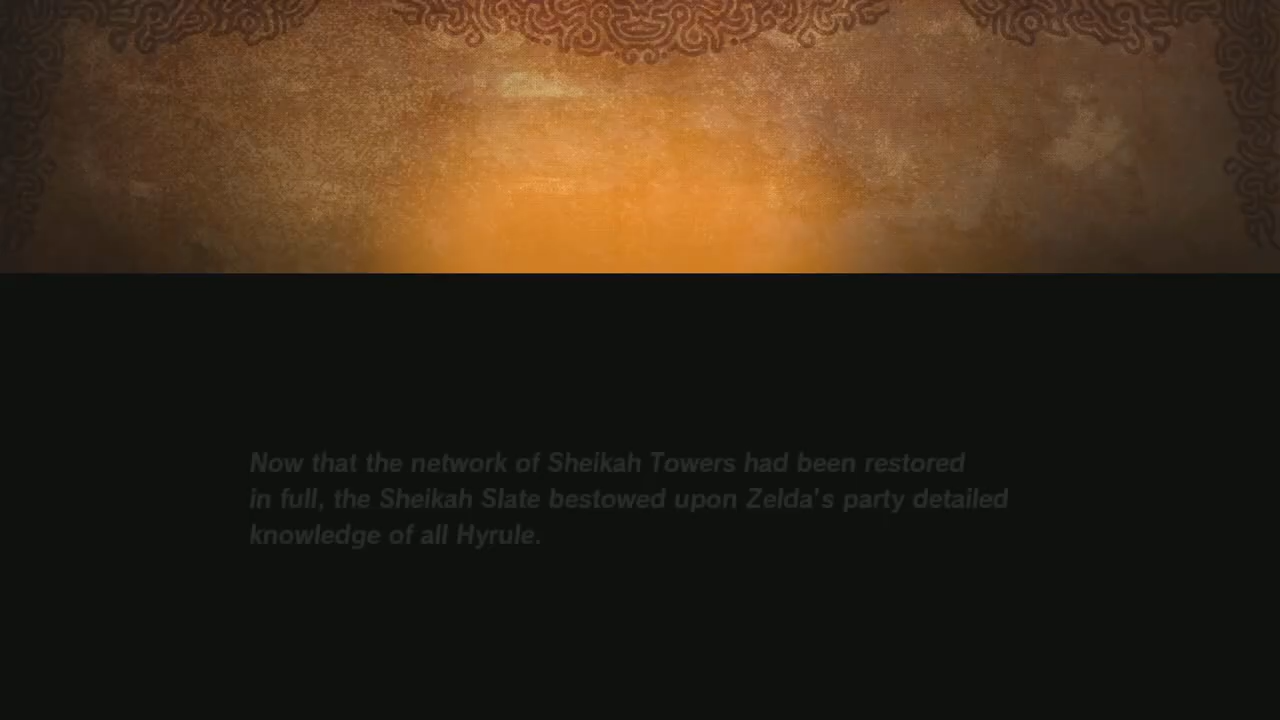 Now that the network of Sheikah Towers had been restored
in full, the Sheikah Slate bestowed upon Zelda's party detailed
knowledge of all Hyrule.